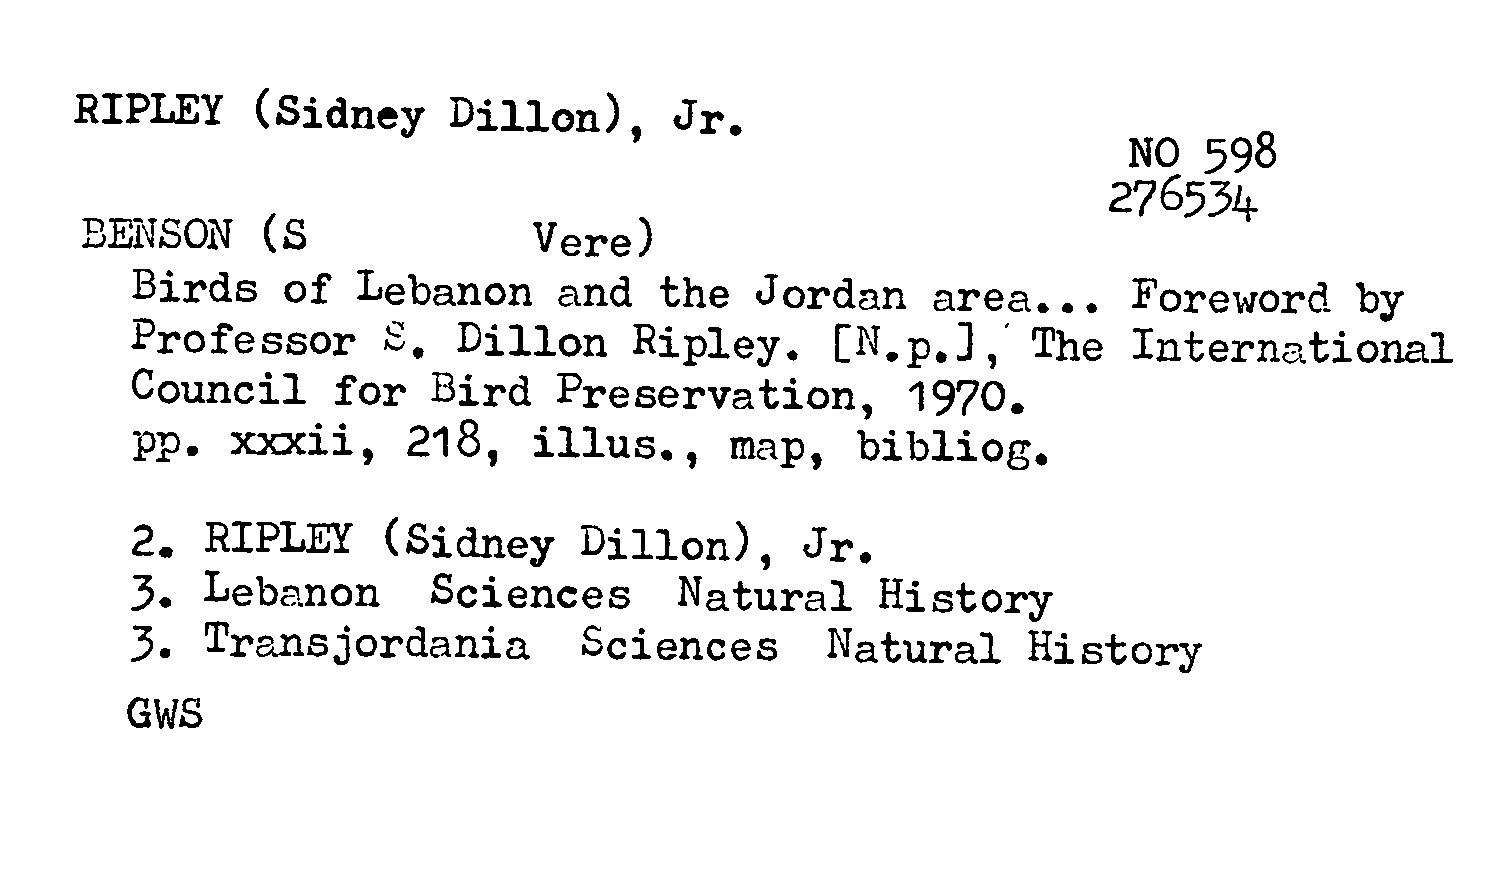 RIPLEY (Sidney Dillon), Jr.
NO 598
276534
BENSON (S Vere)
Birds of Lebanon and the Jordan area... Foreword by
Professor S. Dillon Ripley. [N.p.], The International
Council for Bird Preservation, 1970.
pp. xxxii, 218, illus., map, bibliog.
2. RIPLEY (Sidney Dillon), Jr.
3. Lebanon Sciences Natural History
3. Transjordania Sciences Natural History
GWS